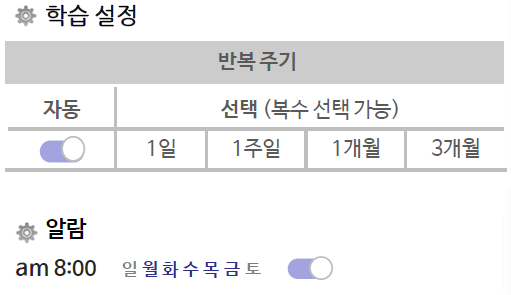 학습 설정
반복 주기
자동 선택 (복수 선택 가능)
1일 1주일 1개월 3개월
알람
am 8:00 일 월 화 수 목 금 토